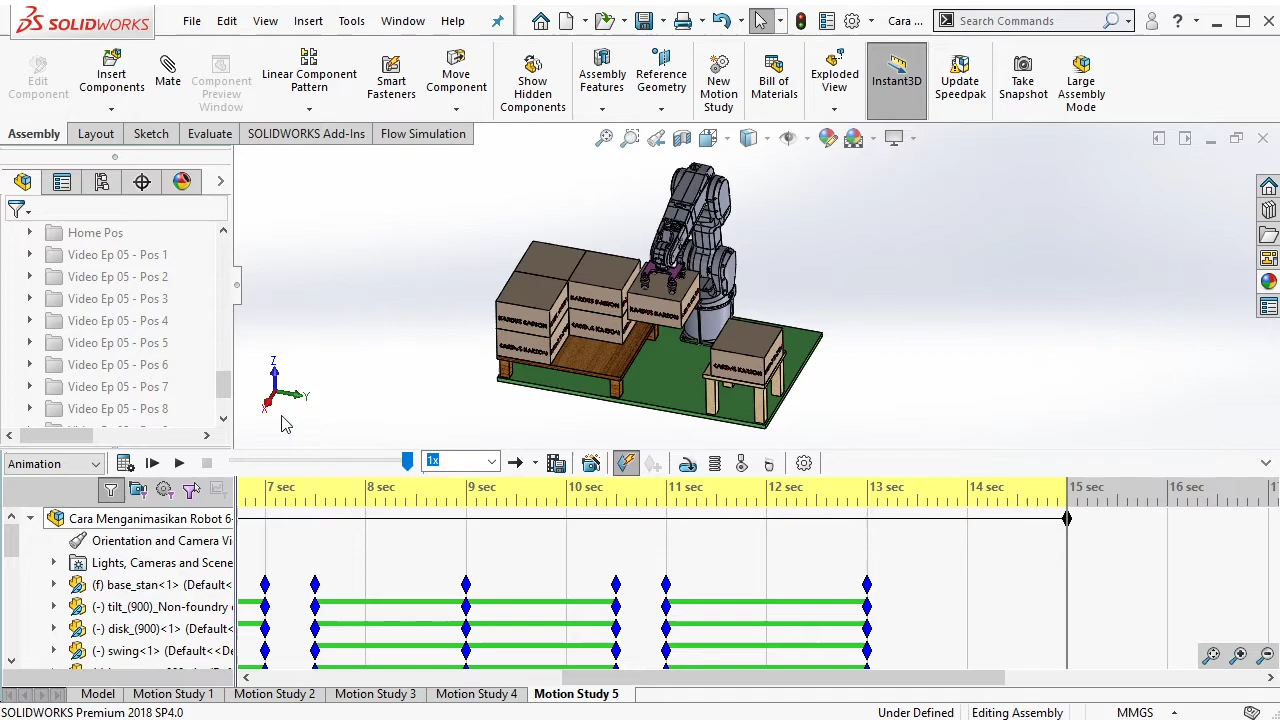 SOLIDWORKS File Edit View Insert Tools Window Help Cara ... Search Commands ?
Edit Component
Insert Components
Mate
Component Preview Window
Linear Component Pattern
Smart Fasteners
Move Component
Show Hidden Components
Assembly Features
Reference Geometry
New Motion Study
Bill of Materials
Exploded View
Instant3D
Update Speedpak
Take Snapshot
Large Assembly Mode
Assembly Layout Sketch Evaluate SOLIDWORKS Add-Ins Flow Simulation
Home Pos
Video Ep 05 - Pos 1
Video Ep 05 - Pos 2
Video Ep 05 - Pos 3
Video Ep 05 - Pos 4
Video Ep 05 - Pos 5
Video Ep 05 - Pos 6
Video Ep 05 - Pos 7
Video Ep 05 - Pos 8
KARDUS KARTON
KARDUS KARTON
KARDUS KARTON
KARDUS KARTON
Z
Y
X
Animation 1x
7 sec 8 sec 9 sec 10 sec 11 sec 12 sec 13 sec 14 sec 15 sec 16 sec 17
Cara Menganimasikan Robot 6-
Orientation and Camera Vi
Lights, Cameras and Scene
(f) base_stan<1> (Default<
(-) tilt_(900)_Non-foundry
(-) disk_(900)<1> (Default<
(-) swing<1> (Default<<De
Model Motion Study 1 Motion Study 2 Motion Study 3 Motion Study 4 Motion Study 5
SOLIDWORKS Premium 2018 SP4.0 Under Defined Editing Assembly MMGS